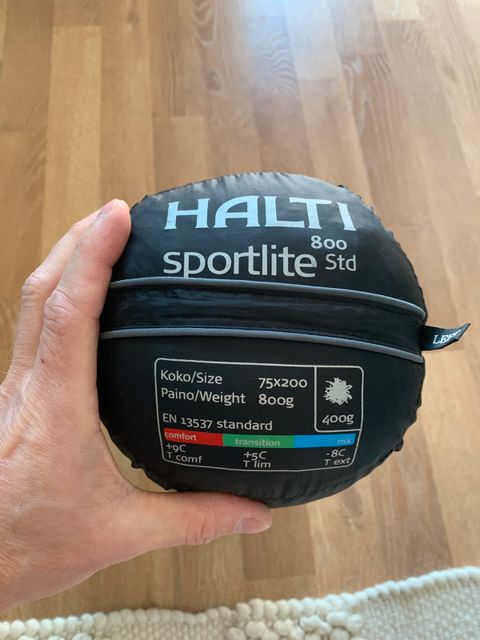 HALTI
sportlite 800 Std
Koko/Size 75x200
Paino/Weight 800g
400g
EN 13537 standard
comfort transition risk
+9C +5C -8C
T comf T lim T ext